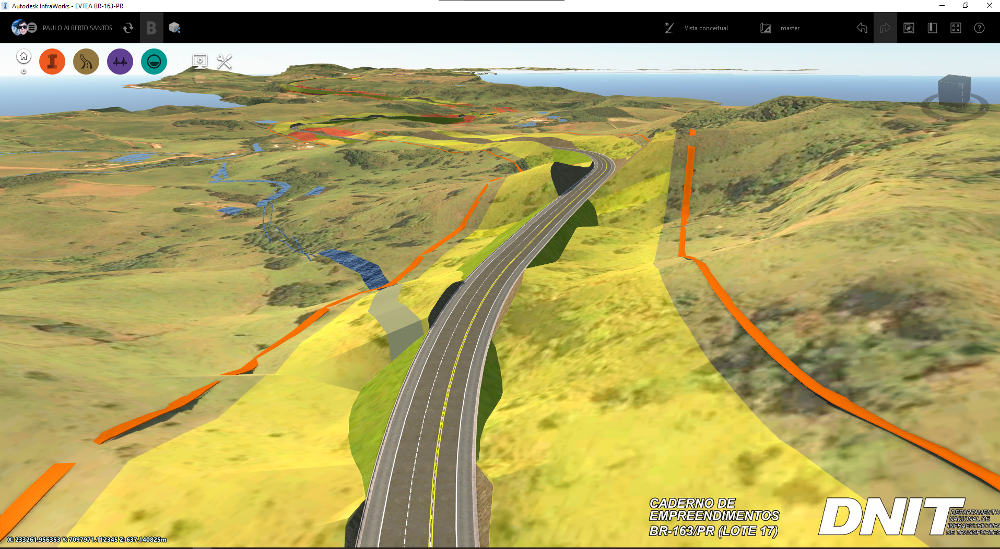 Autodesk InfraWorks - EVTEA BR-163-PR
PAULO ALBERTO SANTOS
B
Vista conceitual
master
CADERNO DE
EMPREENDIMENTOS
BR-163/PR (LOTE 17)
DNIT
DEPARTAMENTO
NACIONAL DE
INFRAESTRUTURA
DE TRANSPORTES
X: 233261.956353 Y: 7097971.112345 Z: 637.140825m